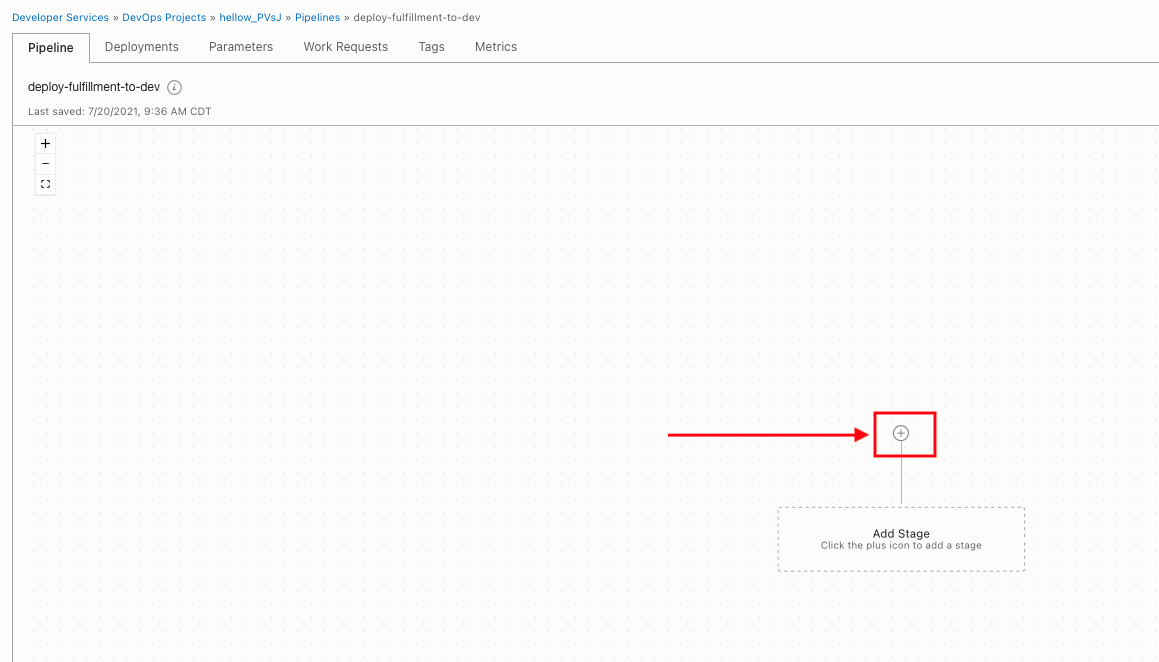 Developer Services » DevOps Projects » hellow_PVsJ » Pipelines » deploy-fulfillment-to-dev
Pipeline Deployments Parameters Work Requests Tags Metrics
deploy-fulfillment-to-dev
Last saved: 7/20/2021, 9:36 AM CDT
Add Stage
Click the plus icon to add a stage